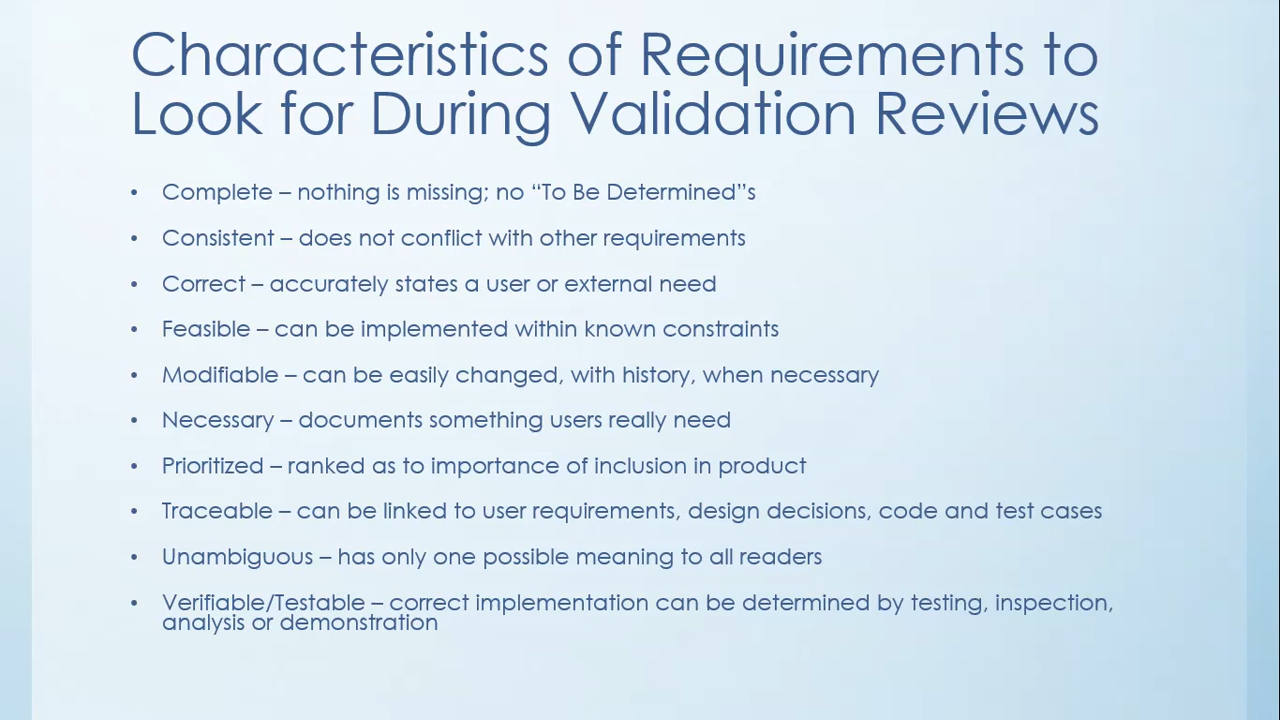 Characteristics of Requirements to
Look for During Validation Reviews
• Complete – nothing is missing; no “To Be Determined”s
• Consistent – does not conflict with other requirements
• Correct – accurately states a user or external need
• Feasible – can be implemented within known constraints
• Modifiable – can be easily changed, with history, when necessary
• Necessary – documents something users really need
• Prioritized – ranked as to importance of inclusion in product
• Traceable – can be linked to user requirements, design decisions, code and test cases
• Unambiguous – has only one possible meaning to all readers
• Verifiable/Testable – correct implementation can be determined by testing, inspection,
analysis or demonstration